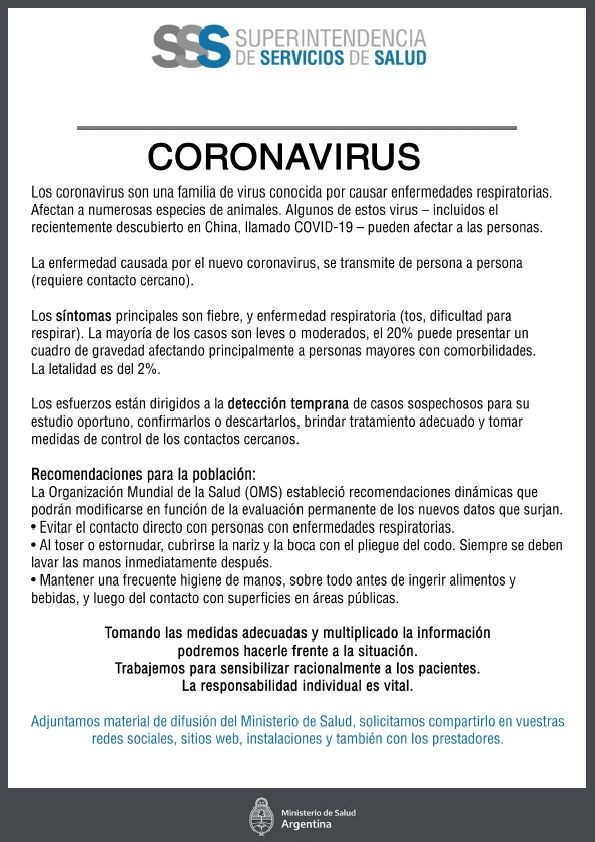 SSS SUPERINTENDENCIA
DE SERVICIOS DE SALUD
CORONAVIRUS
Los coronavirus son una familia de virus conocida por causar enfermedades respiratorias.
Afectan a numerosas especies de animales. Algunos de estos virus – incluidos el
recientemente descubierto en China, llamado COVID-19 – pueden afectar a las personas.
La enfermedad causada por el nuevo coronavirus, se transmite de persona a persona
(requiere contacto cercano).
Los síntomas principales son fiebre, y enfermedad respiratoria (tos, dificultad para
respirar). La mayoría de los casos son leves o moderados, el 20% puede presentar un
cuadro de gravedad afectando principalmente a personas mayores con comorbilidades.
La letalidad es del 2%.
Los esfuerzos están dirigidos a la detección temprana de casos sospechosos para su
estudio oportuno, confirmarlos o descartarlos, brindar tratamiento adecuado y tomar
medidas de control de los contactos cercanos.
Recomendaciones para la población:
La Organización Mundial de la Salud (OMS) estableció recomendaciones dinámicas que
podrán modificarse en función de la evaluación permanente de los nuevos datos que surjan.
• Evitar el contacto directo con personas con enfermedades respiratorias.
• Al toser o estornudar, cubrirse la nariz y la boca con el pliegue del codo. Siempre se deben
lavar las manos inmediatamente después.
• Mantener una frecuente higiene de manos, sobre todo antes de ingerir alimentos y
bebidas, y luego del contacto con superficies en áreas públicas.
Tomando las medidas adecuadas y multiplicado la información
podremos hacerle frente a la situación.
Trabajemos para sensibilizar racionalmente a los pacientes.
La responsabilidad individual es vital.
Adjuntamos material de difusión del Ministerio de Salud, solicitamos compartirlo en vuestras
redes sociales, sitios web, instalaciones y también con los prestadores.
Ministerio de Salud
Argentina